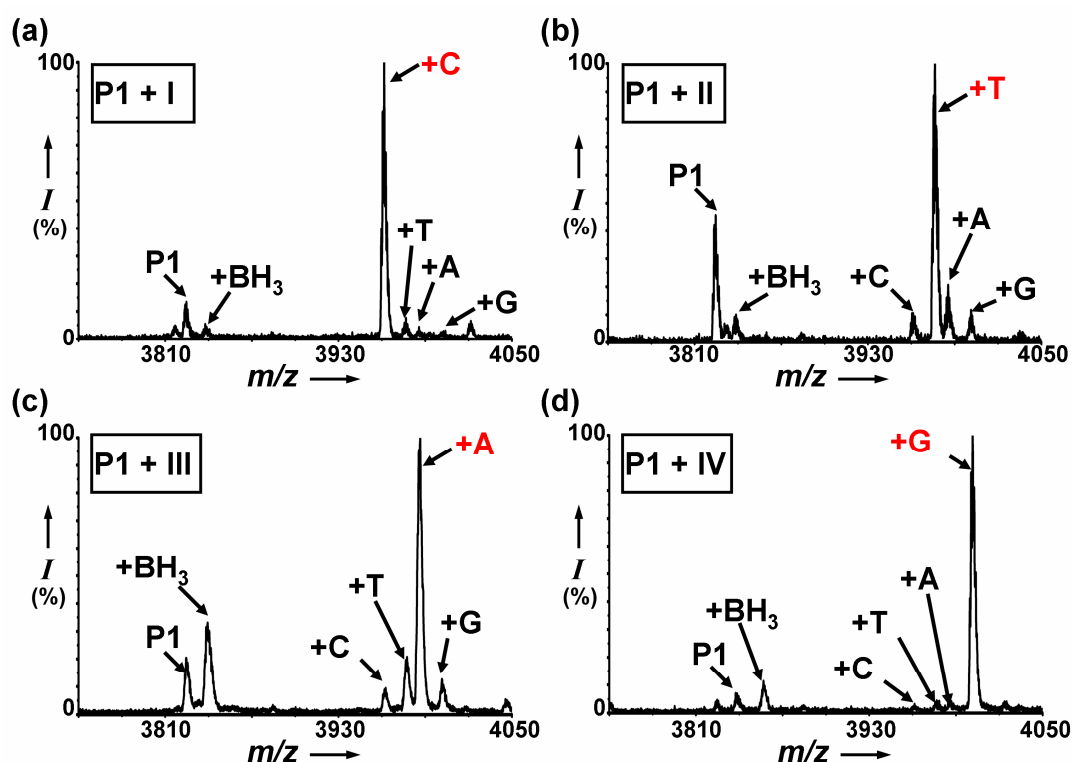 (a)
100
P1 + I
+C
I
(%)
P1
+BH3
+T
+A
+G
0
3810
3930
4050
m/z
(b)
100
P1 + II
+T
P1
I
(%)
+A
+BH3
+C
+G
0
3810
3930
4050
m/z
(c)
100
P1 + III
+A
I
(%)
+BH3
P1
+T
+C
+G
0
3810
3930
4050
m/z
(d)
100
P1 + IV
+G
I
(%)
+A
+BH3
+T
P1
+C
0
3810
3930
4050
m/z